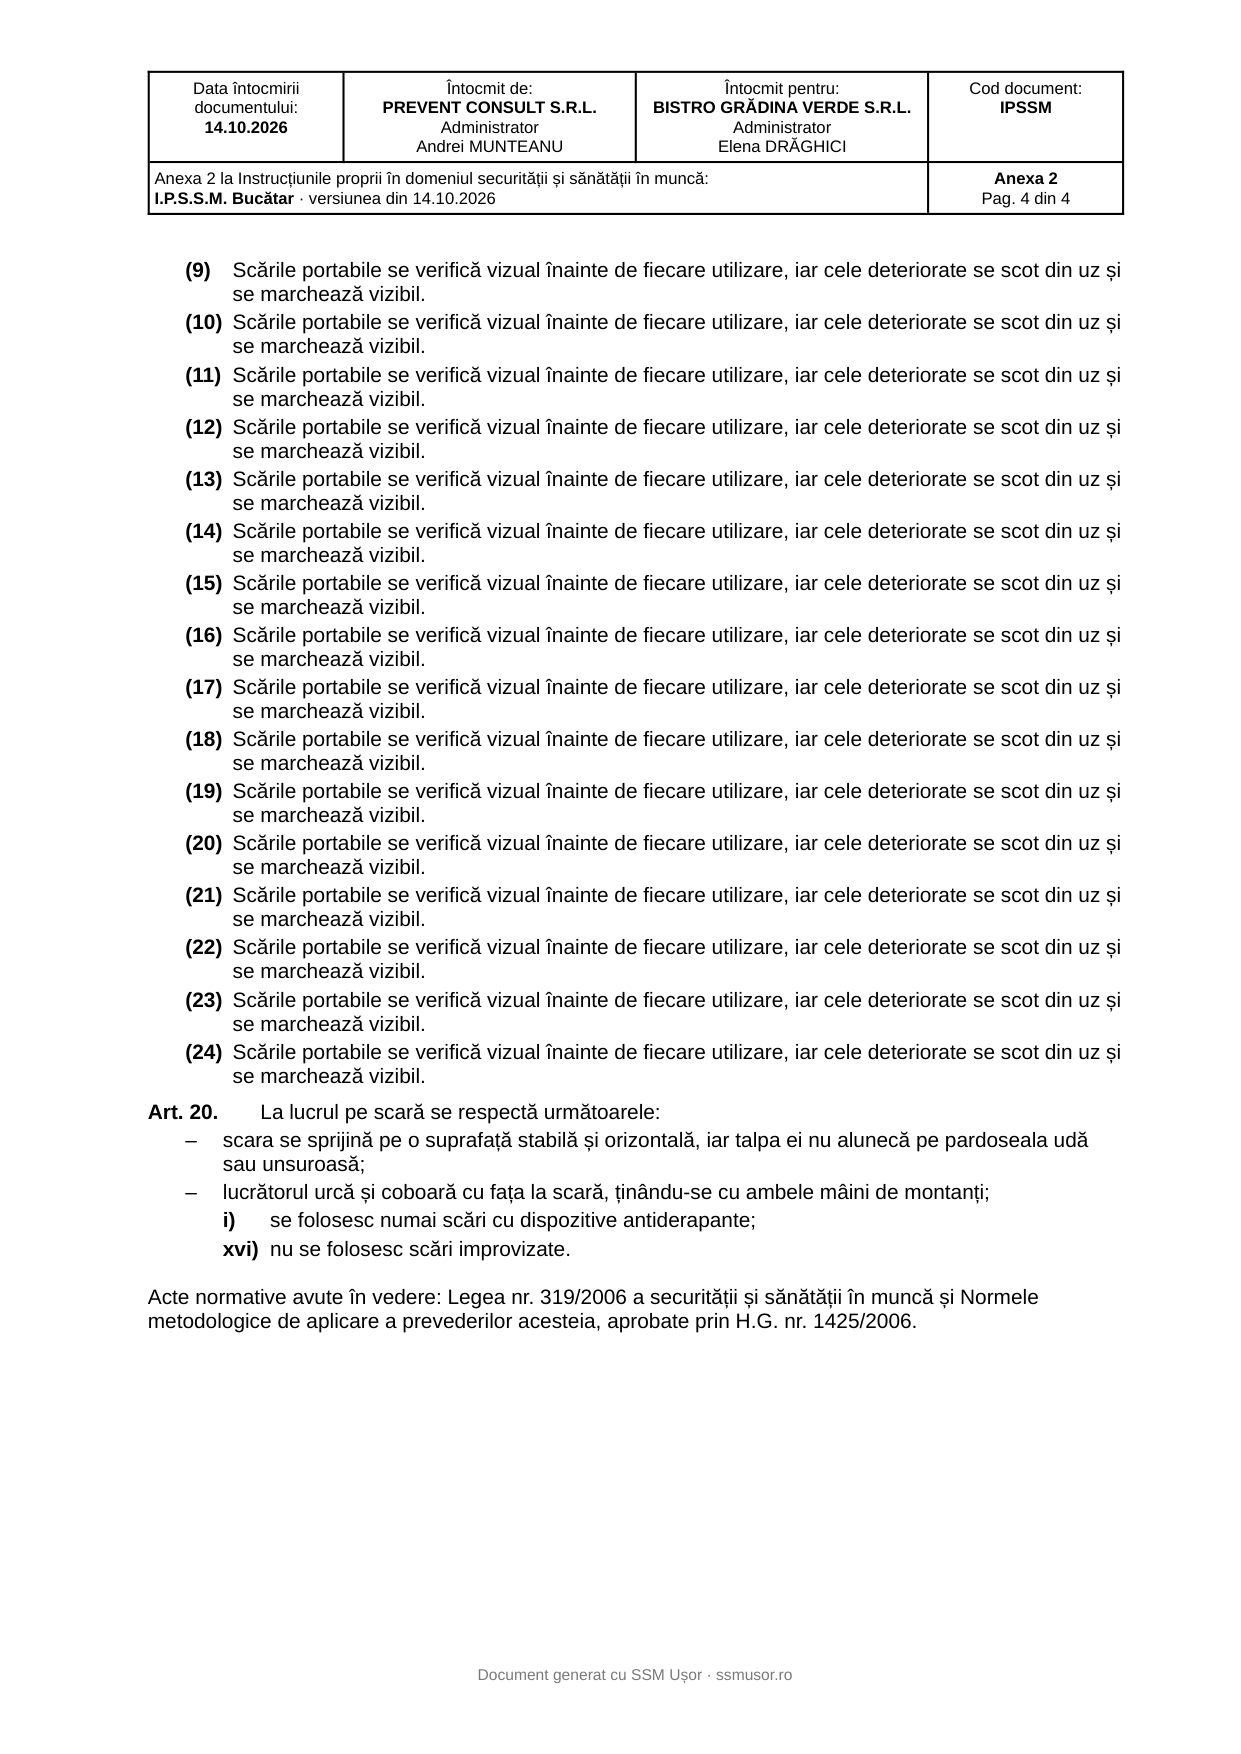 Data întocmirii
documentului:
14.10.2026
Întocmit de:
PREVENT CONSULT S.R.L.
Administrator
Andrei MUNTEANU
Întocmit pentru:
BISTRO GRĂDINA VERDE S.R.L.
Administrator
Elena DRĂGHICI
Cod document:
IPSSM
Anexa 2 la Instrucțiunile proprii în domeniul securității și sănătății în muncă:
I.P.S.S.M. Bucătar · versiunea din 14.10.2026
Anexa 2
Pag. 4 din 4
(9) Scările portabile se verifică vizual înainte de fiecare utilizare, iar cele deteriorate se scot din uz și
se marchează vizibil.
(10) Scările portabile se verifică vizual înainte de fiecare utilizare, iar cele deteriorate se scot din uz și
se marchează vizibil.
(11) Scările portabile se verifică vizual înainte de fiecare utilizare, iar cele deteriorate se scot din uz și
se marchează vizibil.
(12) Scările portabile se verifică vizual înainte de fiecare utilizare, iar cele deteriorate se scot din uz și
se marchează vizibil.
(13) Scările portabile se verifică vizual înainte de fiecare utilizare, iar cele deteriorate se scot din uz și
se marchează vizibil.
(14) Scările portabile se verifică vizual înainte de fiecare utilizare, iar cele deteriorate se scot din uz și
se marchează vizibil.
(15) Scările portabile se verifică vizual înainte de fiecare utilizare, iar cele deteriorate se scot din uz și
se marchează vizibil.
(16) Scările portabile se verifică vizual înainte de fiecare utilizare, iar cele deteriorate se scot din uz și
se marchează vizibil.
(17) Scările portabile se verifică vizual înainte de fiecare utilizare, iar cele deteriorate se scot din uz și
se marchează vizibil.
(18) Scările portabile se verifică vizual înainte de fiecare utilizare, iar cele deteriorate se scot din uz și
se marchează vizibil.
(19) Scările portabile se verifică vizual înainte de fiecare utilizare, iar cele deteriorate se scot din uz și
se marchează vizibil.
(20) Scările portabile se verifică vizual înainte de fiecare utilizare, iar cele deteriorate se scot din uz și
se marchează vizibil.
(21) Scările portabile se verifică vizual înainte de fiecare utilizare, iar cele deteriorate se scot din uz și
se marchează vizibil.
(22) Scările portabile se verifică vizual înainte de fiecare utilizare, iar cele deteriorate se scot din uz și
se marchează vizibil.
(23) Scările portabile se verifică vizual înainte de fiecare utilizare, iar cele deteriorate se scot din uz și
se marchează vizibil.
(24) Scările portabile se verifică vizual înainte de fiecare utilizare, iar cele deteriorate se scot din uz și
se marchează vizibil.
Art. 20. La lucrul pe scară se respectă următoarele:
– scara se sprijină pe o suprafață stabilă și orizontală, iar talpa ei nu alunecă pe pardoseala udă
sau unsuroasă;
– lucrătorul urcă și coboară cu fața la scară, ținându-se cu ambele mâini de montanți;
i) se folosesc numai scări cu dispozitive antiderapante;
xvi) nu se folosesc scări improvizate.
Acte normative avute în vedere: Legea nr. 319/2006 a securității și sănătății în muncă și Normele
metodologice de aplicare a prevederilor acesteia, aprobate prin H.G. nr. 1425/2006.
Document generat cu SSM Ușor · ssmusor.ro